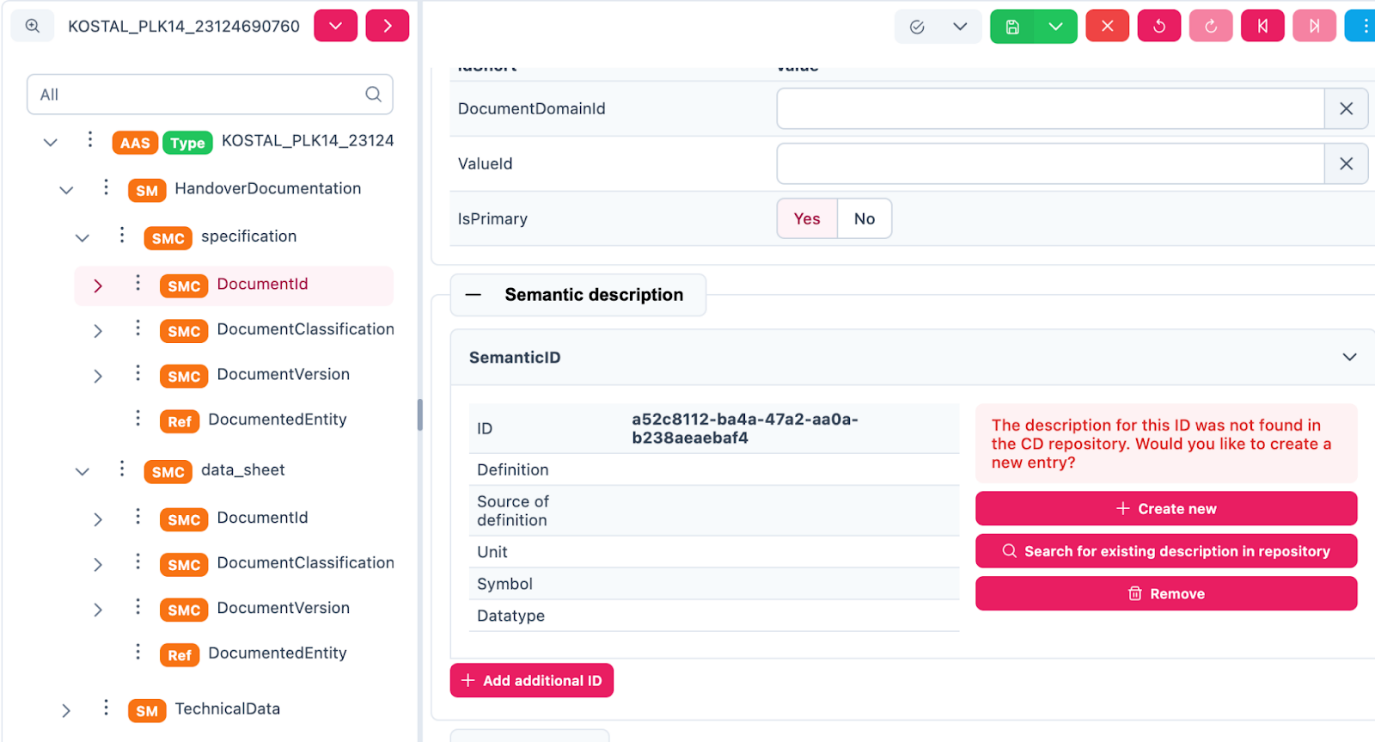 KOSTAL_PLK14_23124690760
All
AAS Type KOSTAL_PLK14_23124
SM HandoverDocumentation
SMC specification
SMC DocumentId
SMC DocumentClassification
SMC DocumentVersion
Ref DocumentedEntity
SMC data_sheet
SMC DocumentId
SMC DocumentClassification
SMC DocumentVersion
Ref DocumentedEntity
SM TechnicalData
idShort Value
DocumentDomainId
ValueId
IsPrimary Yes No
Semantic description
SemanticID
ID a52c8112-ba4a-47a2-aa0a-
b238aeaebaf4
Definition
Source of
definition
Unit
Symbol
Datatype
The description for this ID was not found in
the CD repository. Would you like to create a
new entry?
Create new
Search for existing description in repository
Remove
Add additional ID